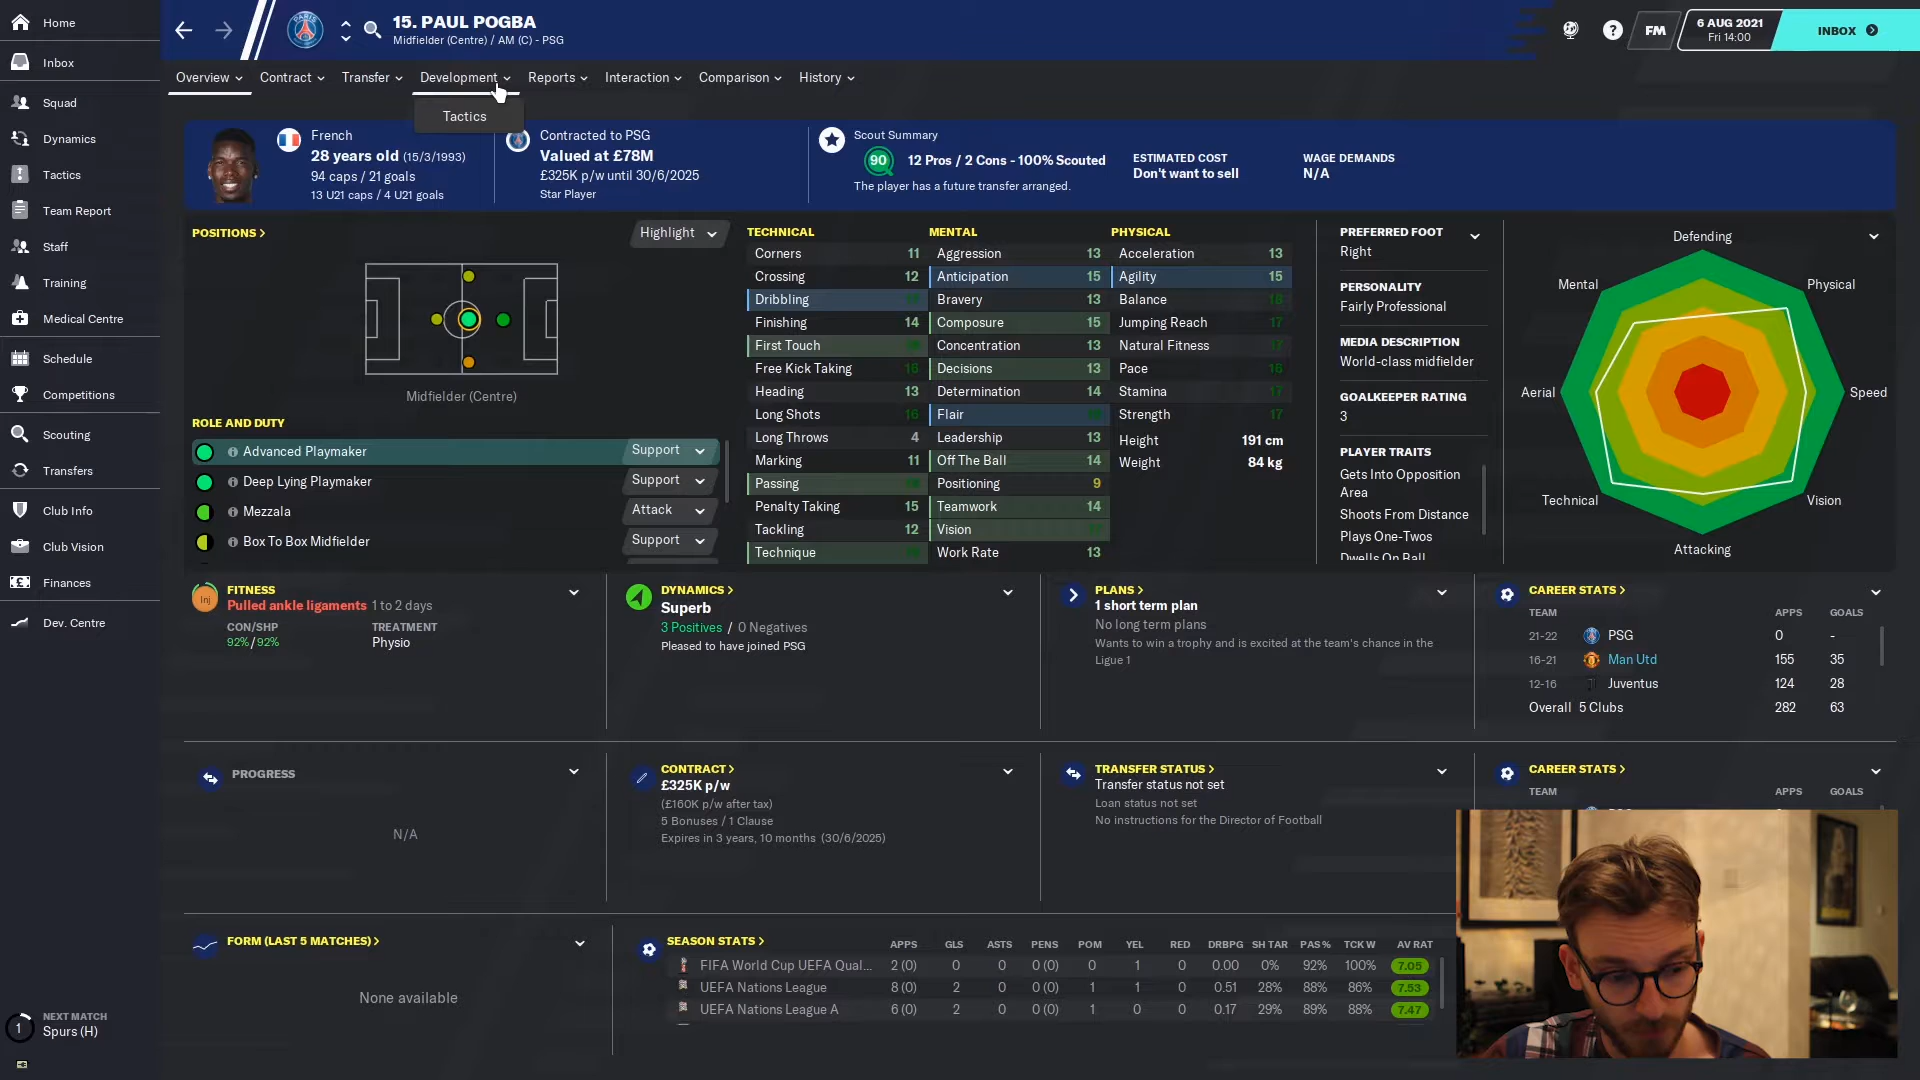 15. PAUL POGBA
Midfielder (Centre) / AM (C) - PSG
FM
6 AUG 2021
Fri 14:00
INBOX
Home
Inbox
Squad
Dynamics
Tactics
Team Report
Staff
Training
Medical Centre
Schedule
Competitions
Scouting
Transfers
Club Info
Club Vision
Finances
Dev. Centre
1
NEXT MATCH
Spurs (H)
Overview Contract Transfer Development Reports Interaction Comparison History
Tactics
French
28 years old (15/3/1993)
94 caps / 21 goals
13 U21 caps / 4 U21 goals
Contracted to PSG
Valued at £78M
£325K p/w until 30/6/2025
Star Player
Scout Summary
90 12 Pros / 2 Cons - 100% Scouted
The player has a future transfer arranged.
ESTIMATED COST
Don't want to sell
WAGE DEMANDS
N/A
POSITIONS >
Highlight
Midfielder (Centre)
ROLE AND DUTY
Advanced Playmaker Support
Deep Lying Playmaker Support
Mezzala Attack
Box To Box Midfielder Support
TECHNICAL
Corners 11
Crossing 12
Dribbling
Finishing 14
First Touch
Free Kick Taking 16
Heading 13
Long Shots 16
Long Throws 4
Marking 11
Passing
Penalty Taking 15
Tackling 12
Technique
MENTAL
Aggression 13
Anticipation 15
Bravery 13
Composure 15
Concentration 13
Decisions 13
Determination 14
Flair
Leadership 13
Off The Ball 14
Positioning 9
Teamwork 14
Vision
Work Rate 13
PHYSICAL
Acceleration 13
Agility 15
Balance
Jumping Reach 17
Natural Fitness 17
Pace 16
Stamina 17
Strength 17
Height 191 cm
Weight 84 kg
PREFERRED FOOT
Right
PERSONALITY
Fairly Professional
MEDIA DESCRIPTION
World-class midfielder
GOALKEEPER RATING
3
PLAYER TRAITS
Gets Into Opposition
Area
Shoots From Distance
Plays One-Twos
Dwells On Ball
Defending
Mental
Physical
Aerial
Speed
Technical
Vision
Attacking
FITNESS
Inj
Pulled ankle ligaments 1 to 2 days
CON/SHP TREATMENT
92%/92% Physio
DYNAMICS >
Superb
3 Positives / 0 Negatives
Pleased to have joined PSG
PLANS >
1 short term plan
No long term plans
Wants to win a trophy and is excited at the team's chance in the
Ligue 1
CAREER STATS >
TEAM APPS GOALS
21-22 PSG 0 -
16-21 Man Utd 155 35
12-16 Juventus 124 28
Overall 5 Clubs 282 63
PROGRESS
N/A
CONTRACT >
£325K p/w
(£160K p/w after tax)
5 Bonuses / 1 Clause
Expires in 3 years, 10 months (30/6/2025)
TRANSFER STATUS >
Transfer status not set
Loan status not set
No instructions for the Director of Football
CAREER STATS >
TEAM APPS GOALS
FORM (LAST 5 MATCHES) >
None available
SEASON STATS > APPS GLS ASTS PENS POM YEL RED DRBPG SH TAR PAS % TCK W AV RAT
FIFA World Cup UEFA Qual... 2 (0) 0 0 0 (0) 0 1 0 0.00 0% 92% 100% 7.05
UEFA Nations League 8 (0) 2 0 0 (0) 1 1 0 0.51 28% 88% 86% 7.53
UEFA Nations League A 6 (0) 2 0 0 (0) 1 0 0 0.17 29% 89% 88% 7.47